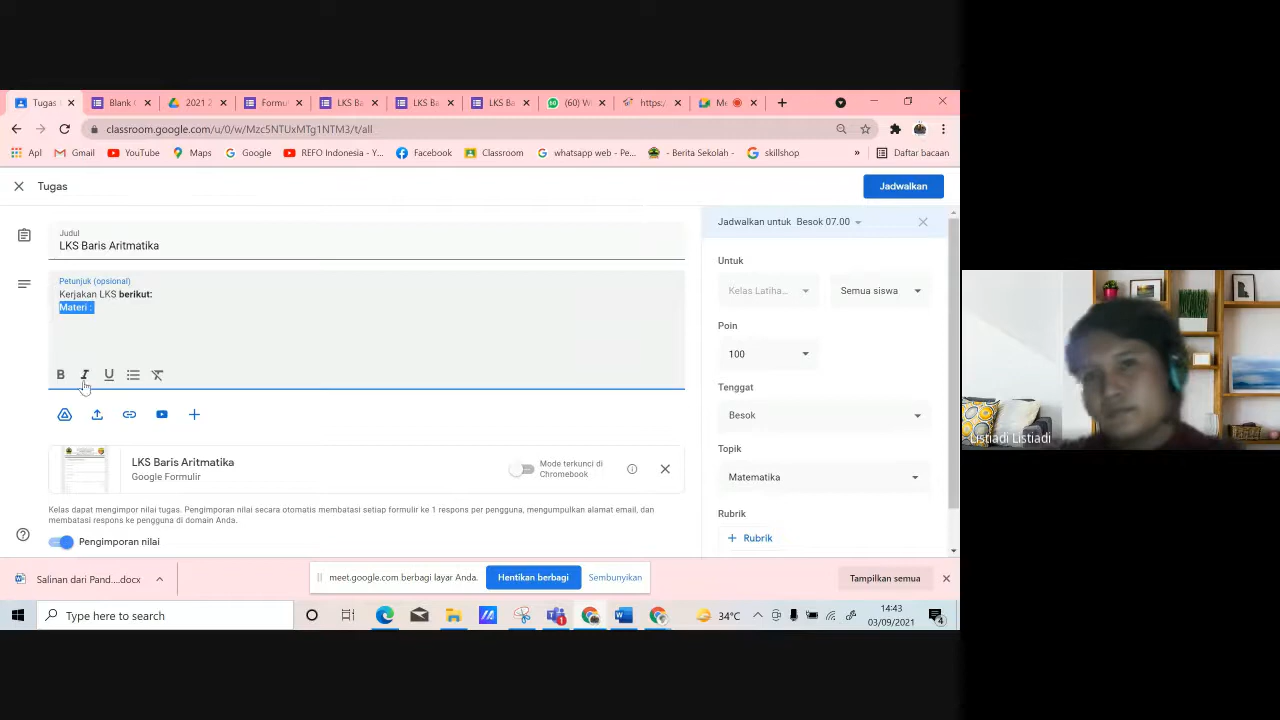 Tugas
Blank
2021 2
Formu
LKS Ba
LKS Ba
LKS Ba
(60) W
https:/
Me
classroom.google.com/u/0/w/Mzc5NTUxMTg1NTM3/t/all
Apl
Gmail
YouTube
Maps
Google
REFO Indonesia - Y...
Facebook
Classroom
whatsapp web - Pe...
- Berita Sekolah -
skillshop
»
Daftar bacaan
Tugas
Jadwalkan
Judul
LKS Baris Aritmatika
Petunjuk (opsional)
Kerjakan LKS berikut:
Materi :
B I U
LKS Baris Aritmatika
Google Formulir
Mode terkunci di
Chromebook
Kelas dapat mengimpor nilai tugas. Pengimporan nilai secara otomatis membatasi setiap formulir ke 1 respons per pengguna, mengumpulkan alamat email, dan
membatasi respons ke pengguna di domain Anda.
Pengimporan nilai
Jadwalkan untuk Besok 07.00
Untuk
Kelas Latiha...
Semua siswa
Poin
100
Tenggat
Besok
Topik
Matematika
Rubrik
+ Rubrik
Listiadi Listiadi
Salinan dari Pand....docx
meet.google.com berbagi layar Anda.
Hentikan berbagi
Sembunyikan
Tampilkan semua
Type here to search
34°C
14:43
03/09/2021
4